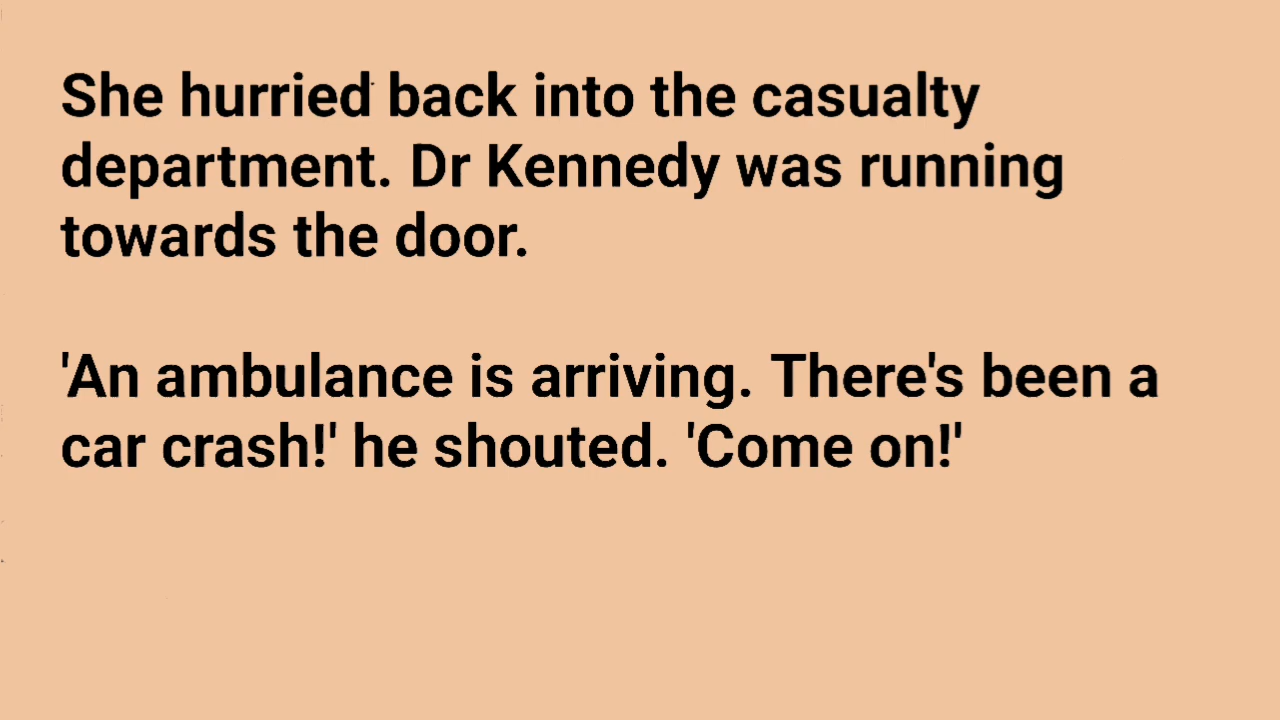 She hurried back into the casualty
department. Dr Kennedy was running
towards the door.
'An ambulance is arriving. There's been a
car crash!' he shouted. 'Come on!'